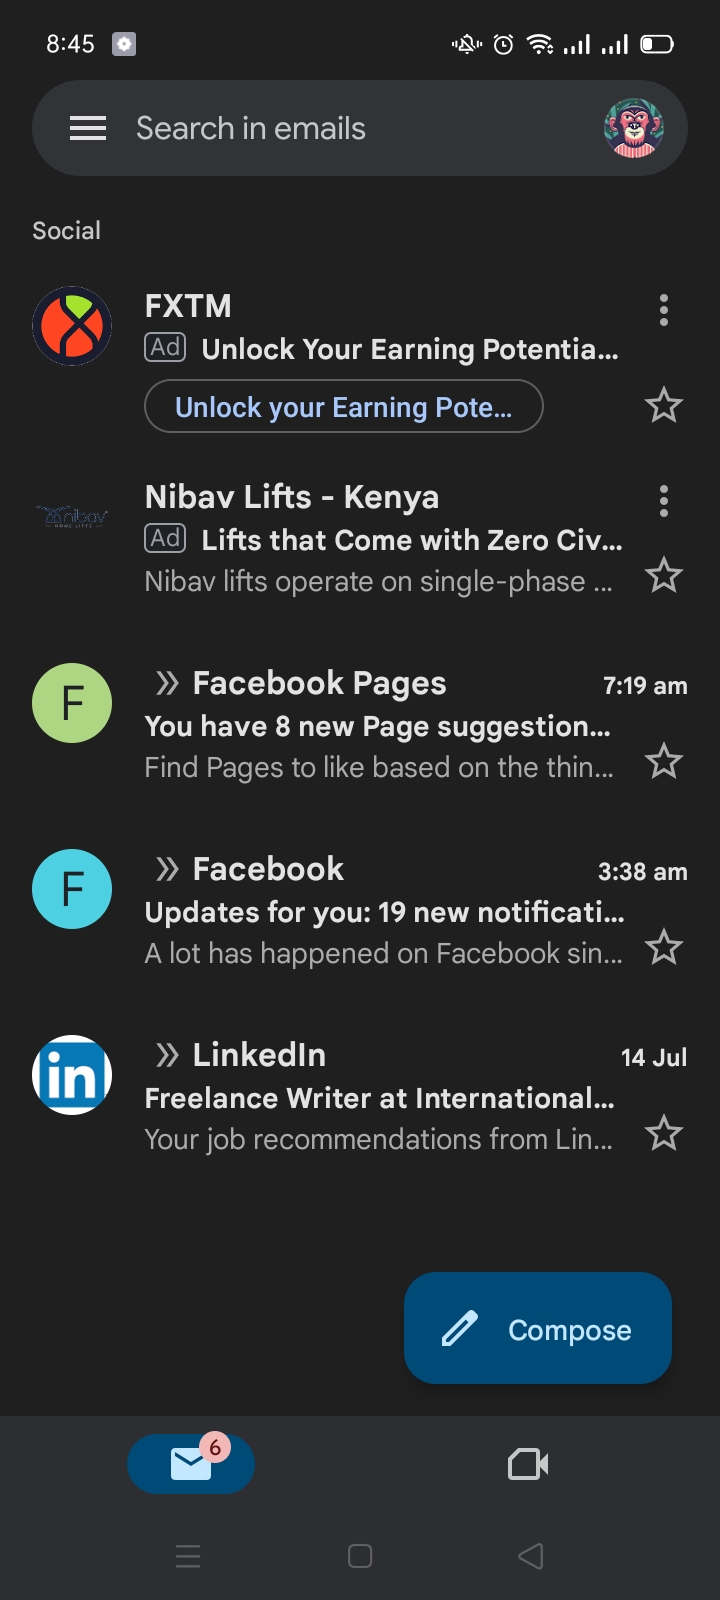 8:45
Search in emails
Social
FXTM
Ad Unlock Your Earning Potentia...
Unlock your Earning Pote...
nibav
HOME LIFTS
Nibav Lifts - Kenya
Ad Lifts that Come with Zero Civ...
Nibav lifts operate on single-phase ...
F
Facebook Pages 7:19 am
You have 8 new Page suggestion...
Find Pages to like based on the thin...
F
Facebook 3:38 am
Updates for you: 19 new notificati...
A lot has happened on Facebook sin...
in
LinkedIn 14 Jul
Freelance Writer at International...
Your job recommendations from Lin...
Compose
6